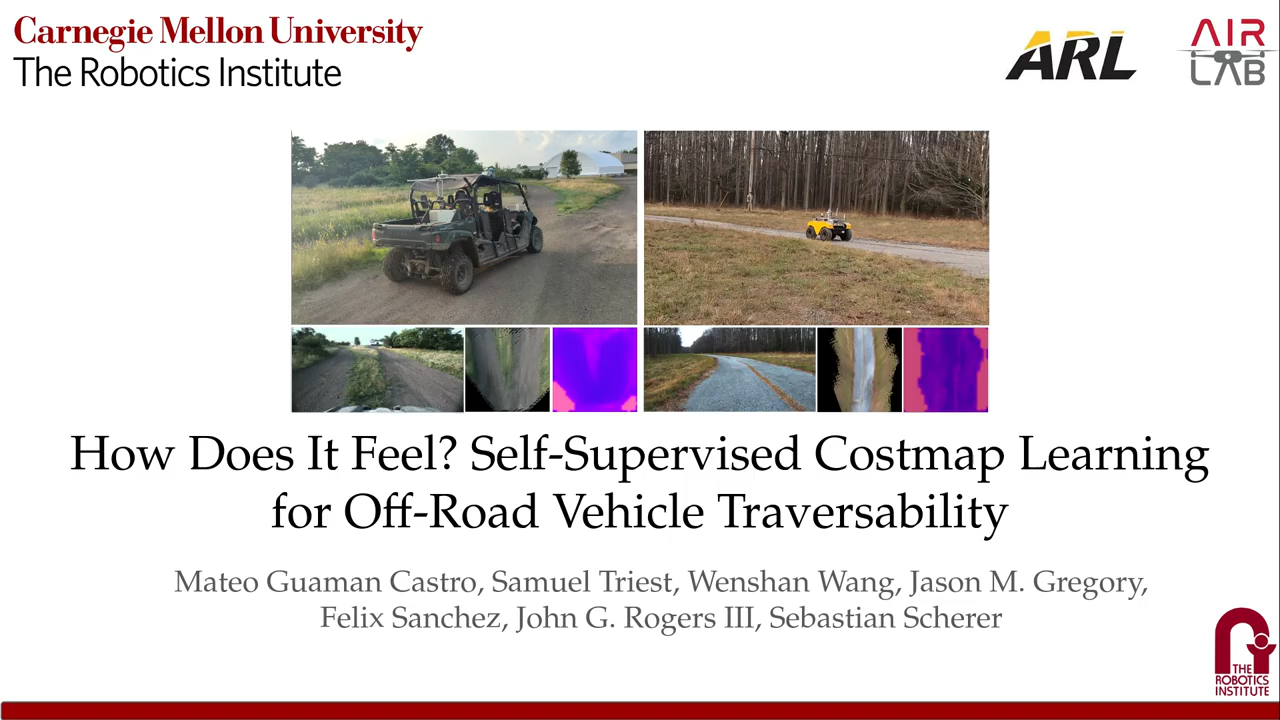 Carnegie Mellon University
The Robotics Institute
ARL
AIR
LAB
How Does It Feel? Self-Supervised Costmap Learning
for Off-Road Vehicle Traversability
Mateo Guaman Castro, Samuel Triest, Wenshan Wang, Jason M. Gregory,
Felix Sanchez, John G. Rogers III, Sebastian Scherer
THE
ROBOTICS
INSTITUTE